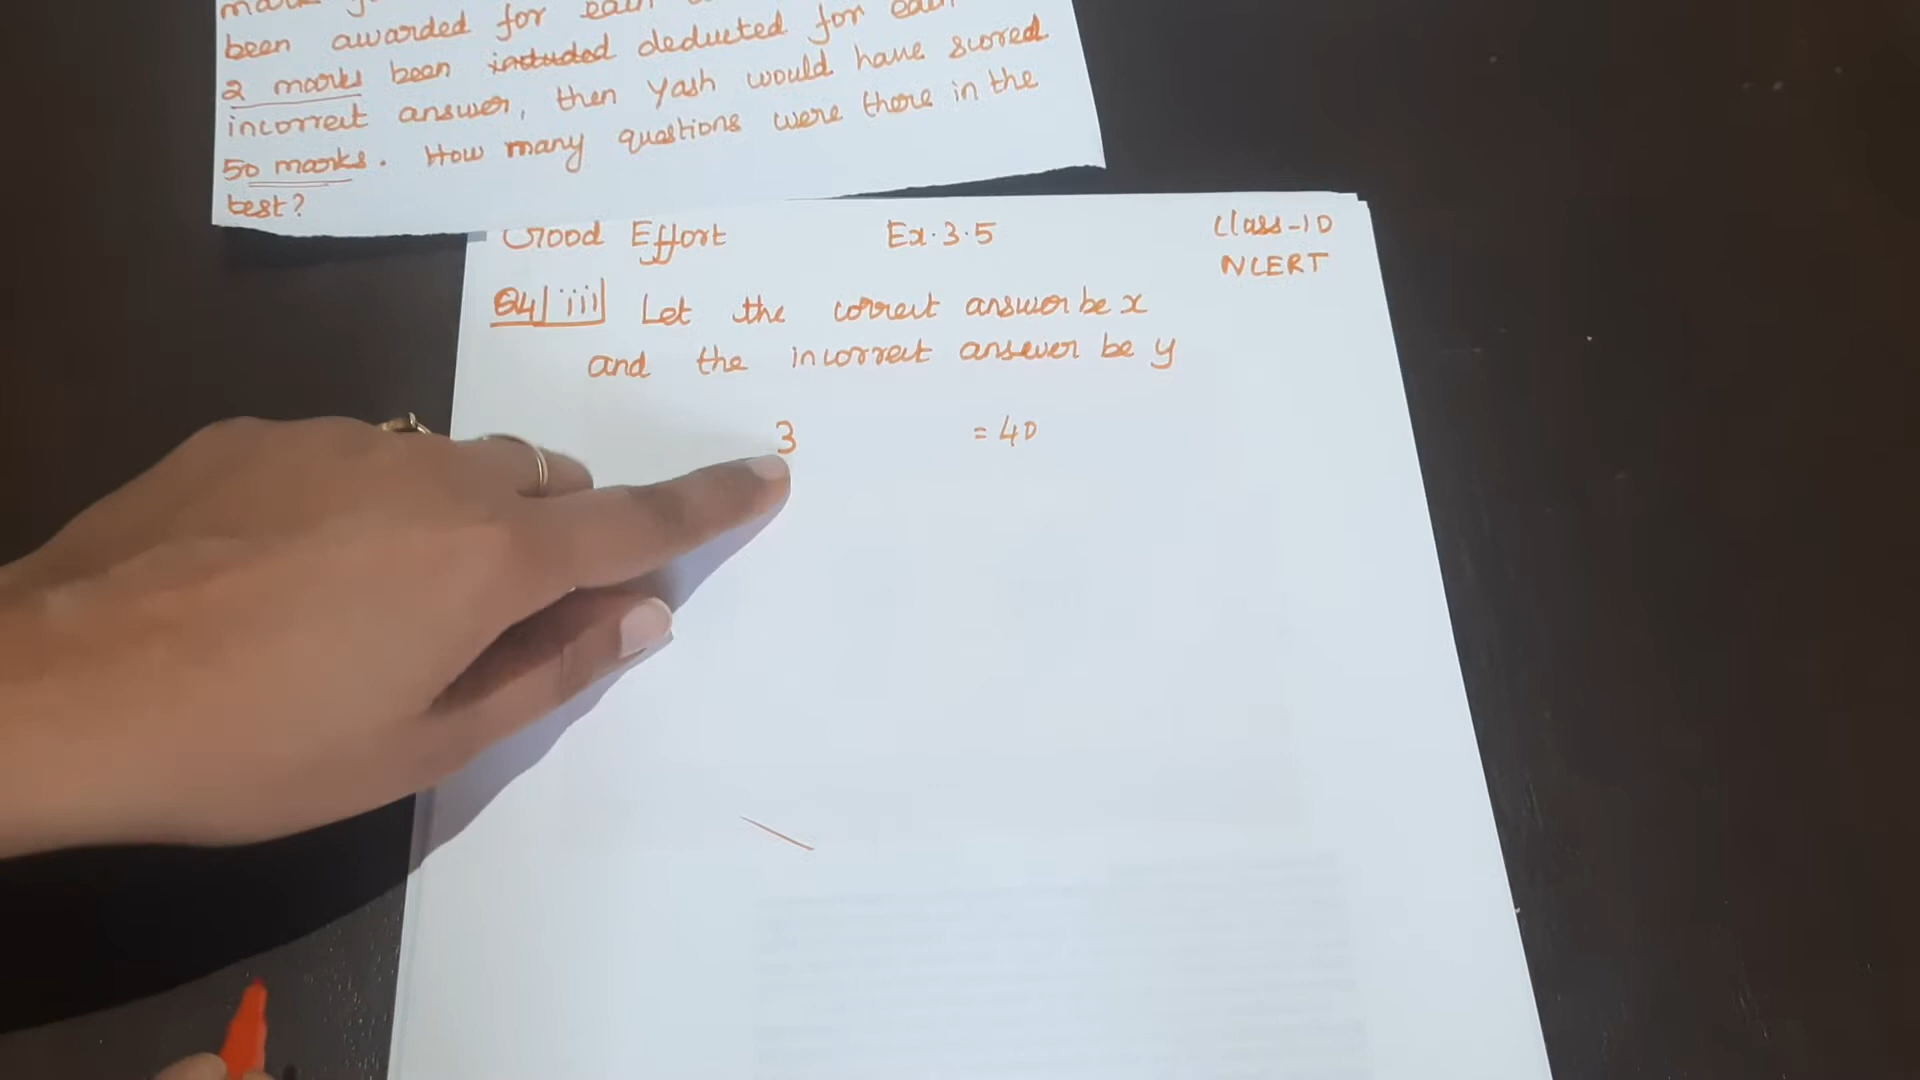 been awarded for each
2 marks been included deducted for each
incorrect answer, then Yash would have scored
50 marks. How many questions were there in the
test?
Good Effort Ex.3.5 Class-10
NCERT
Q4/iii Let the correct answer be x
and the incorrect answer be y
3 = 40